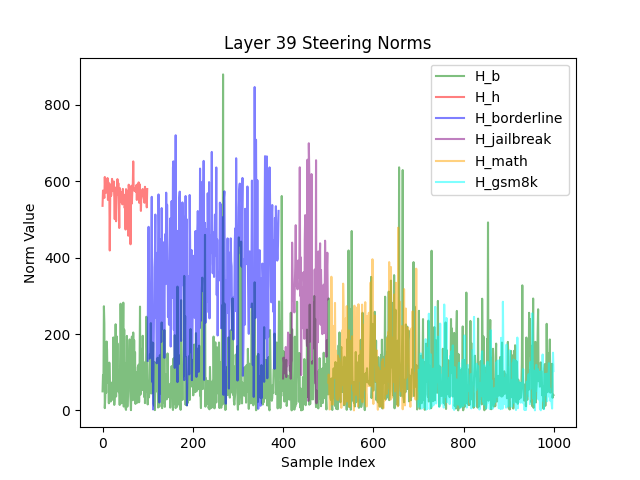 Layer 39 Steering Norms
Norm Value
800
600
400
200
0
0 200 400 600 800 1000
Sample Index
H_b
H_h
H_borderline
H_jailbreak
H_math
H_gsm8k